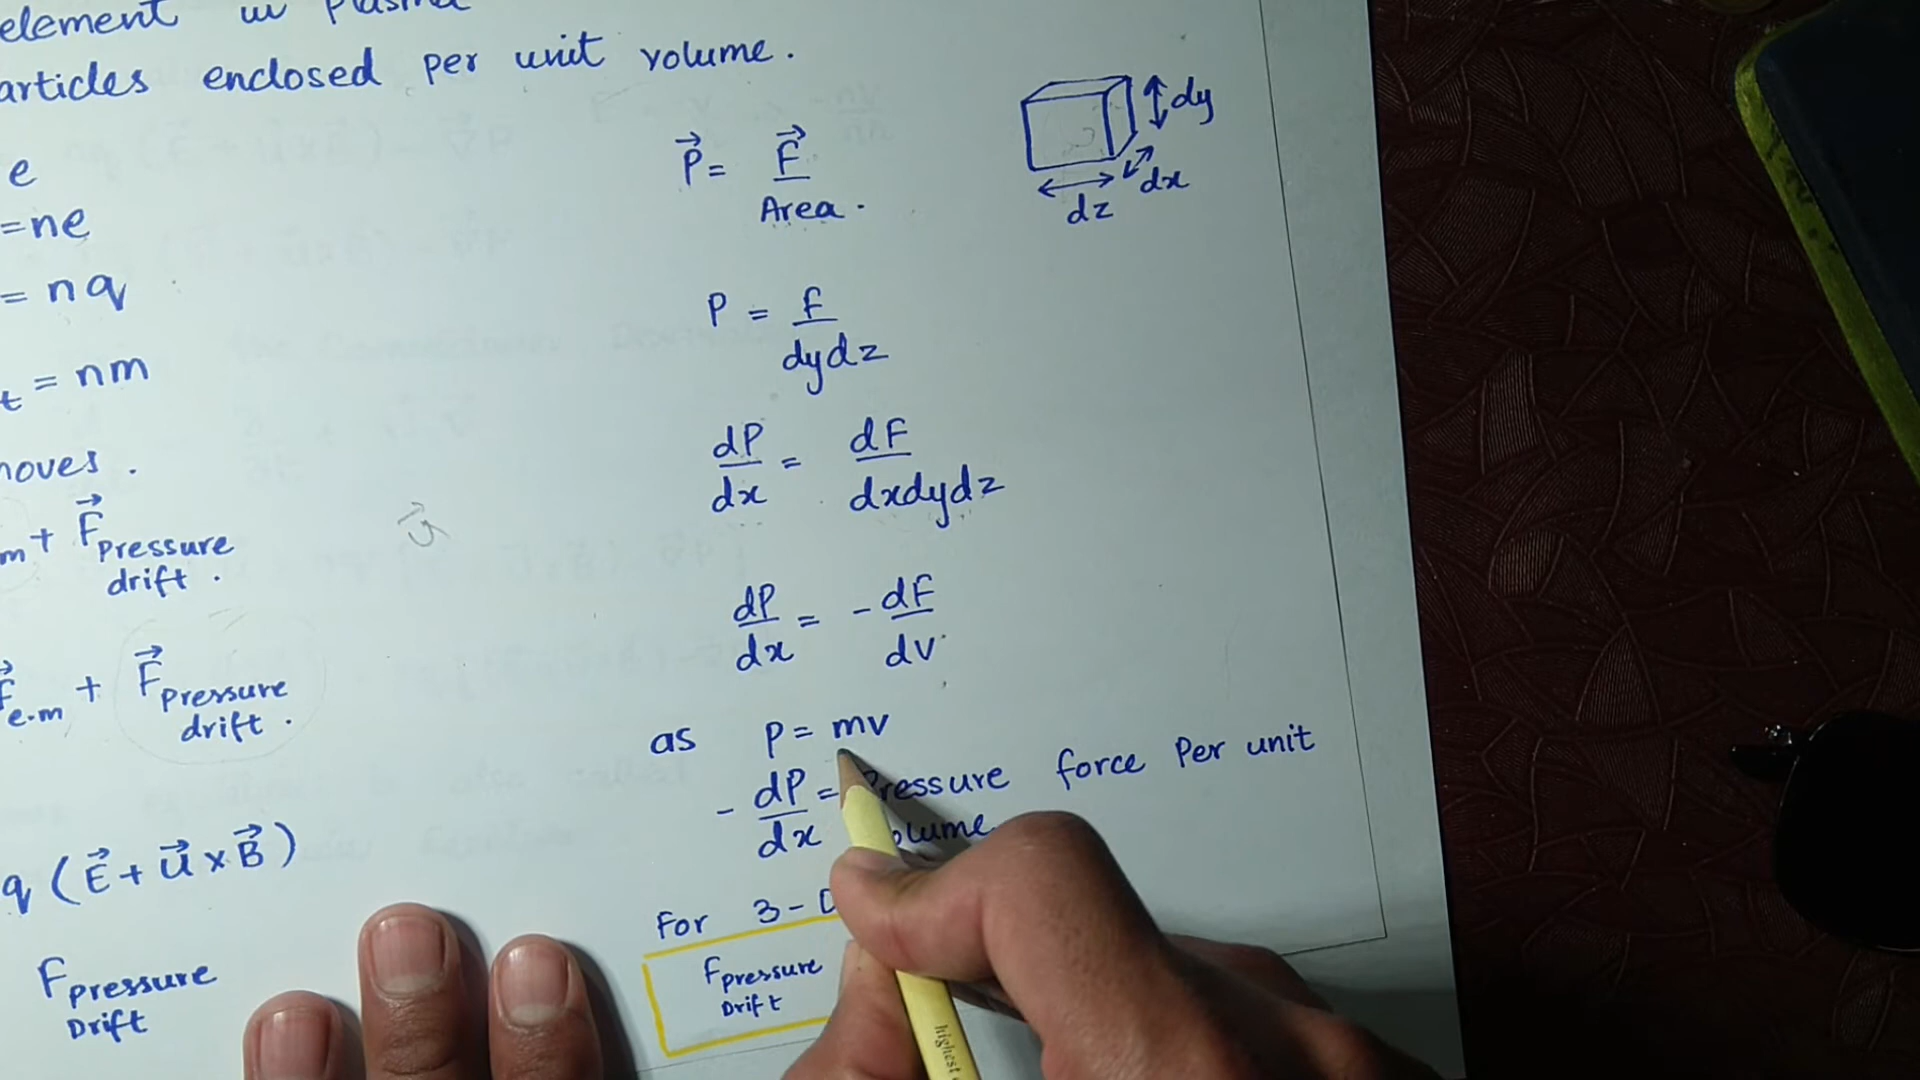 element in Plasma
articles enclosed per unit volume.
e
=ne
= nq
t = nm
moves.
m + F⃗ Pressure drift.
F⃗ e.m + F⃗ Pressure drift.
q (E⃗ + U⃗ × B⃗)
F Pressure Drift
P⃗ = F⃗ / Area.
dy
dx
dz
P = F / dydz
dP/dx = dF / dxdydz
dP/dx = - dF/dv
as P = mv
- dP/dx = Pressure force Per unit
volume
For 3-D
F Pressure Drift
U⃗
highest